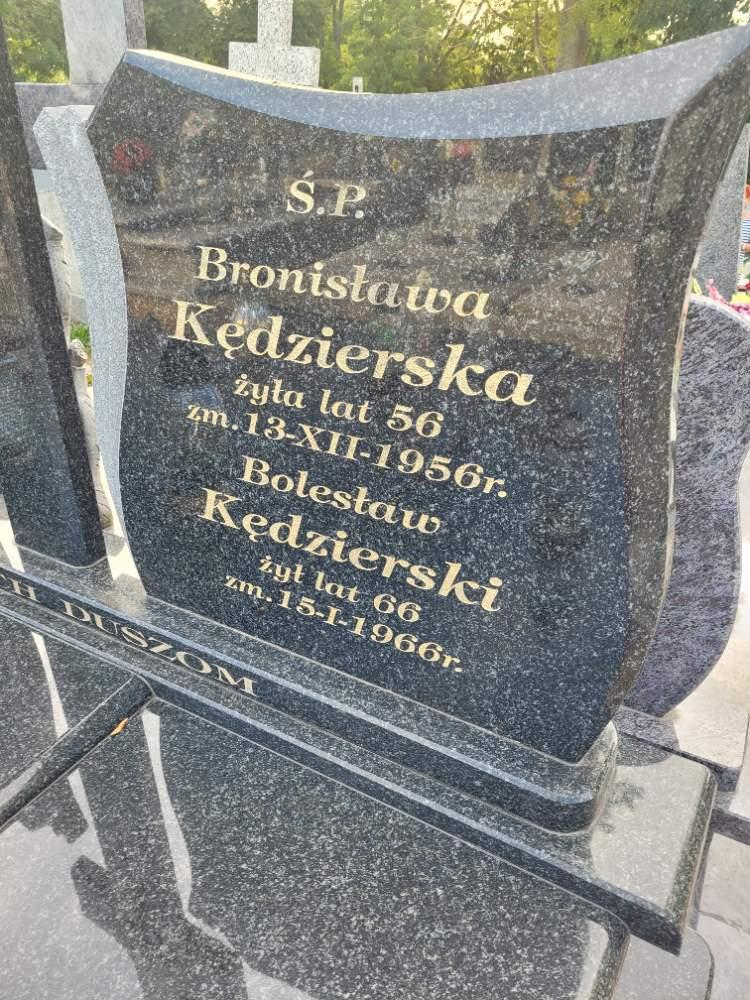 Ś.P.
Bronisława
Kędzierska
żyła lat 56
zm. 13-XII-1956r.
Bolesław
Kędzierski
żył lat 66
zm. 15-I-1966r.
DUSZOM